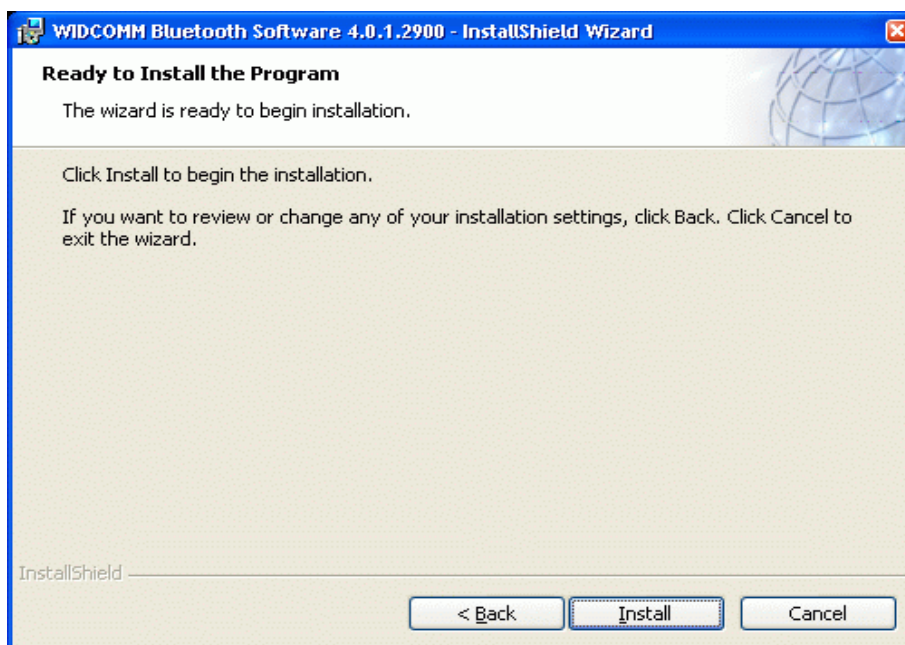 WIDCOMM Bluetooth Software 4.0.1.2900 - InstallShield Wizard
Ready to Install the Program
The wizard is ready to begin installation.
Click Install to begin the installation.
If you want to review or change any of your installation settings, click Back. Click Cancel to
exit the wizard.
InstallShield
< Back Install Cancel